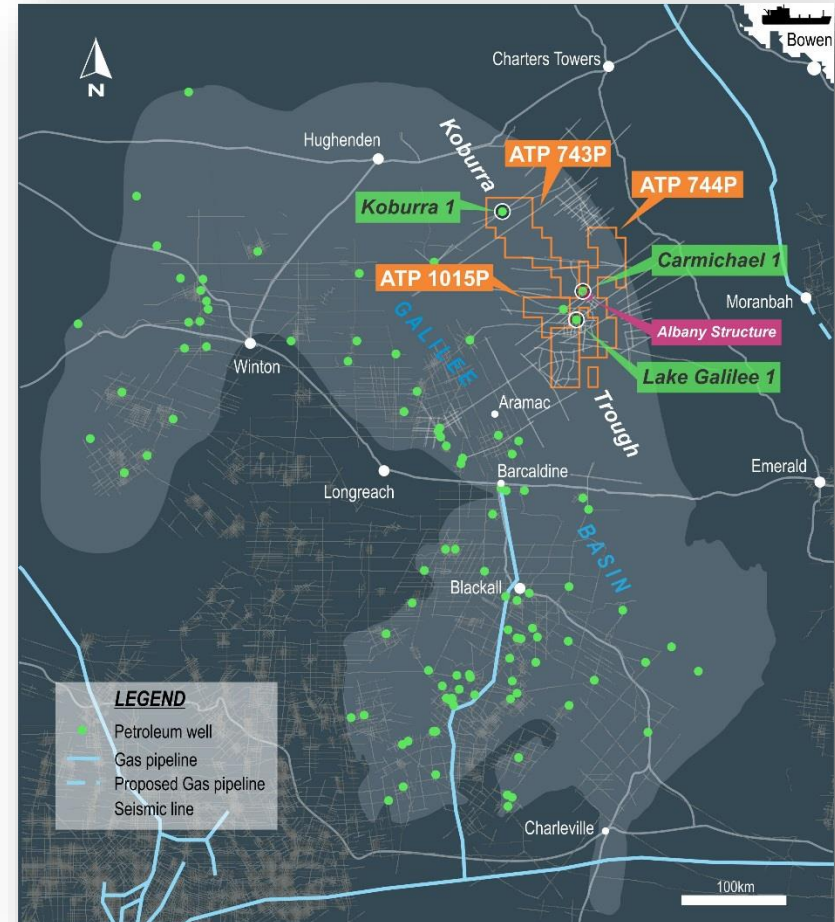 Bowen
Charters Towers
N
Hughenden
Koburra
ATP 743P
ATP 744P
Koburra 1
Carmichael 1
ATP 1015P
Moranbah
GALILEE
Albany Structure
Winton
Lake Galilee 1
Aramac
Trough
Barcaldine
Emerald
Longreach
BASIN
Blackall
LEGEND
Petroleum well
Gas pipeline
Proposed Gas pipeline
Seismic line
Charleville
100km